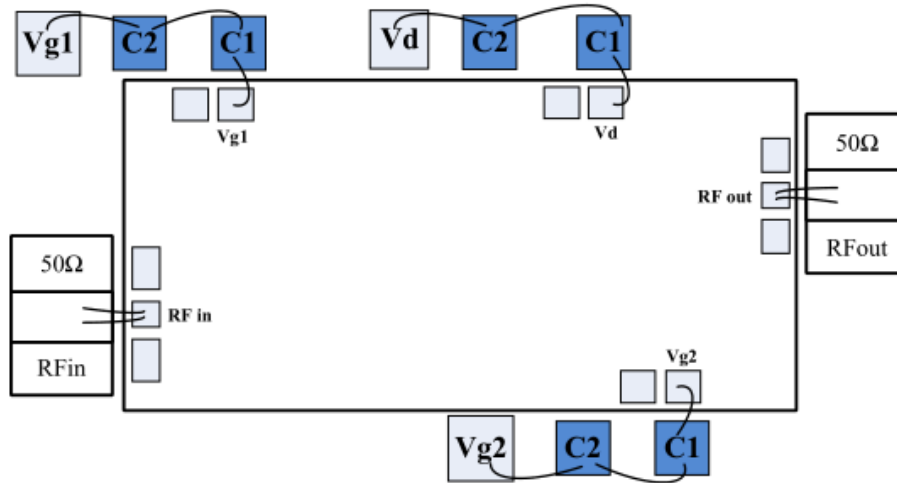 Vg1
C2
C1
Vd
C2
C1
Vg1
Vd
50Ω
RF out
RFout
50Ω
RF in
RFin
Vg2
Vg2
C2
C1